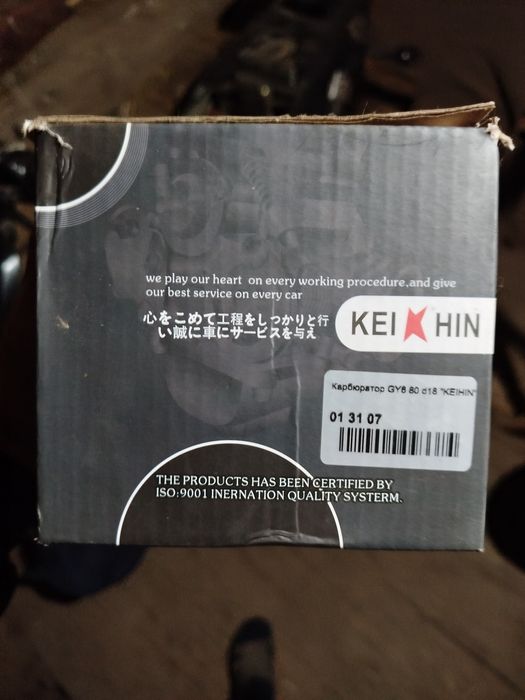 we play our heart on every working procedure,and give
our best service on every car
心をこめて工程をしつかりと行
い誠に車にサービスを与え
KEI HIN
Карбюратор GY6 80 d18 "KEIHIN"
01 31 07
THE PRODUCTS HAS BEEN CERTIFIED BY
ISO:9001 INERNATION QUALITY SYSTERM.